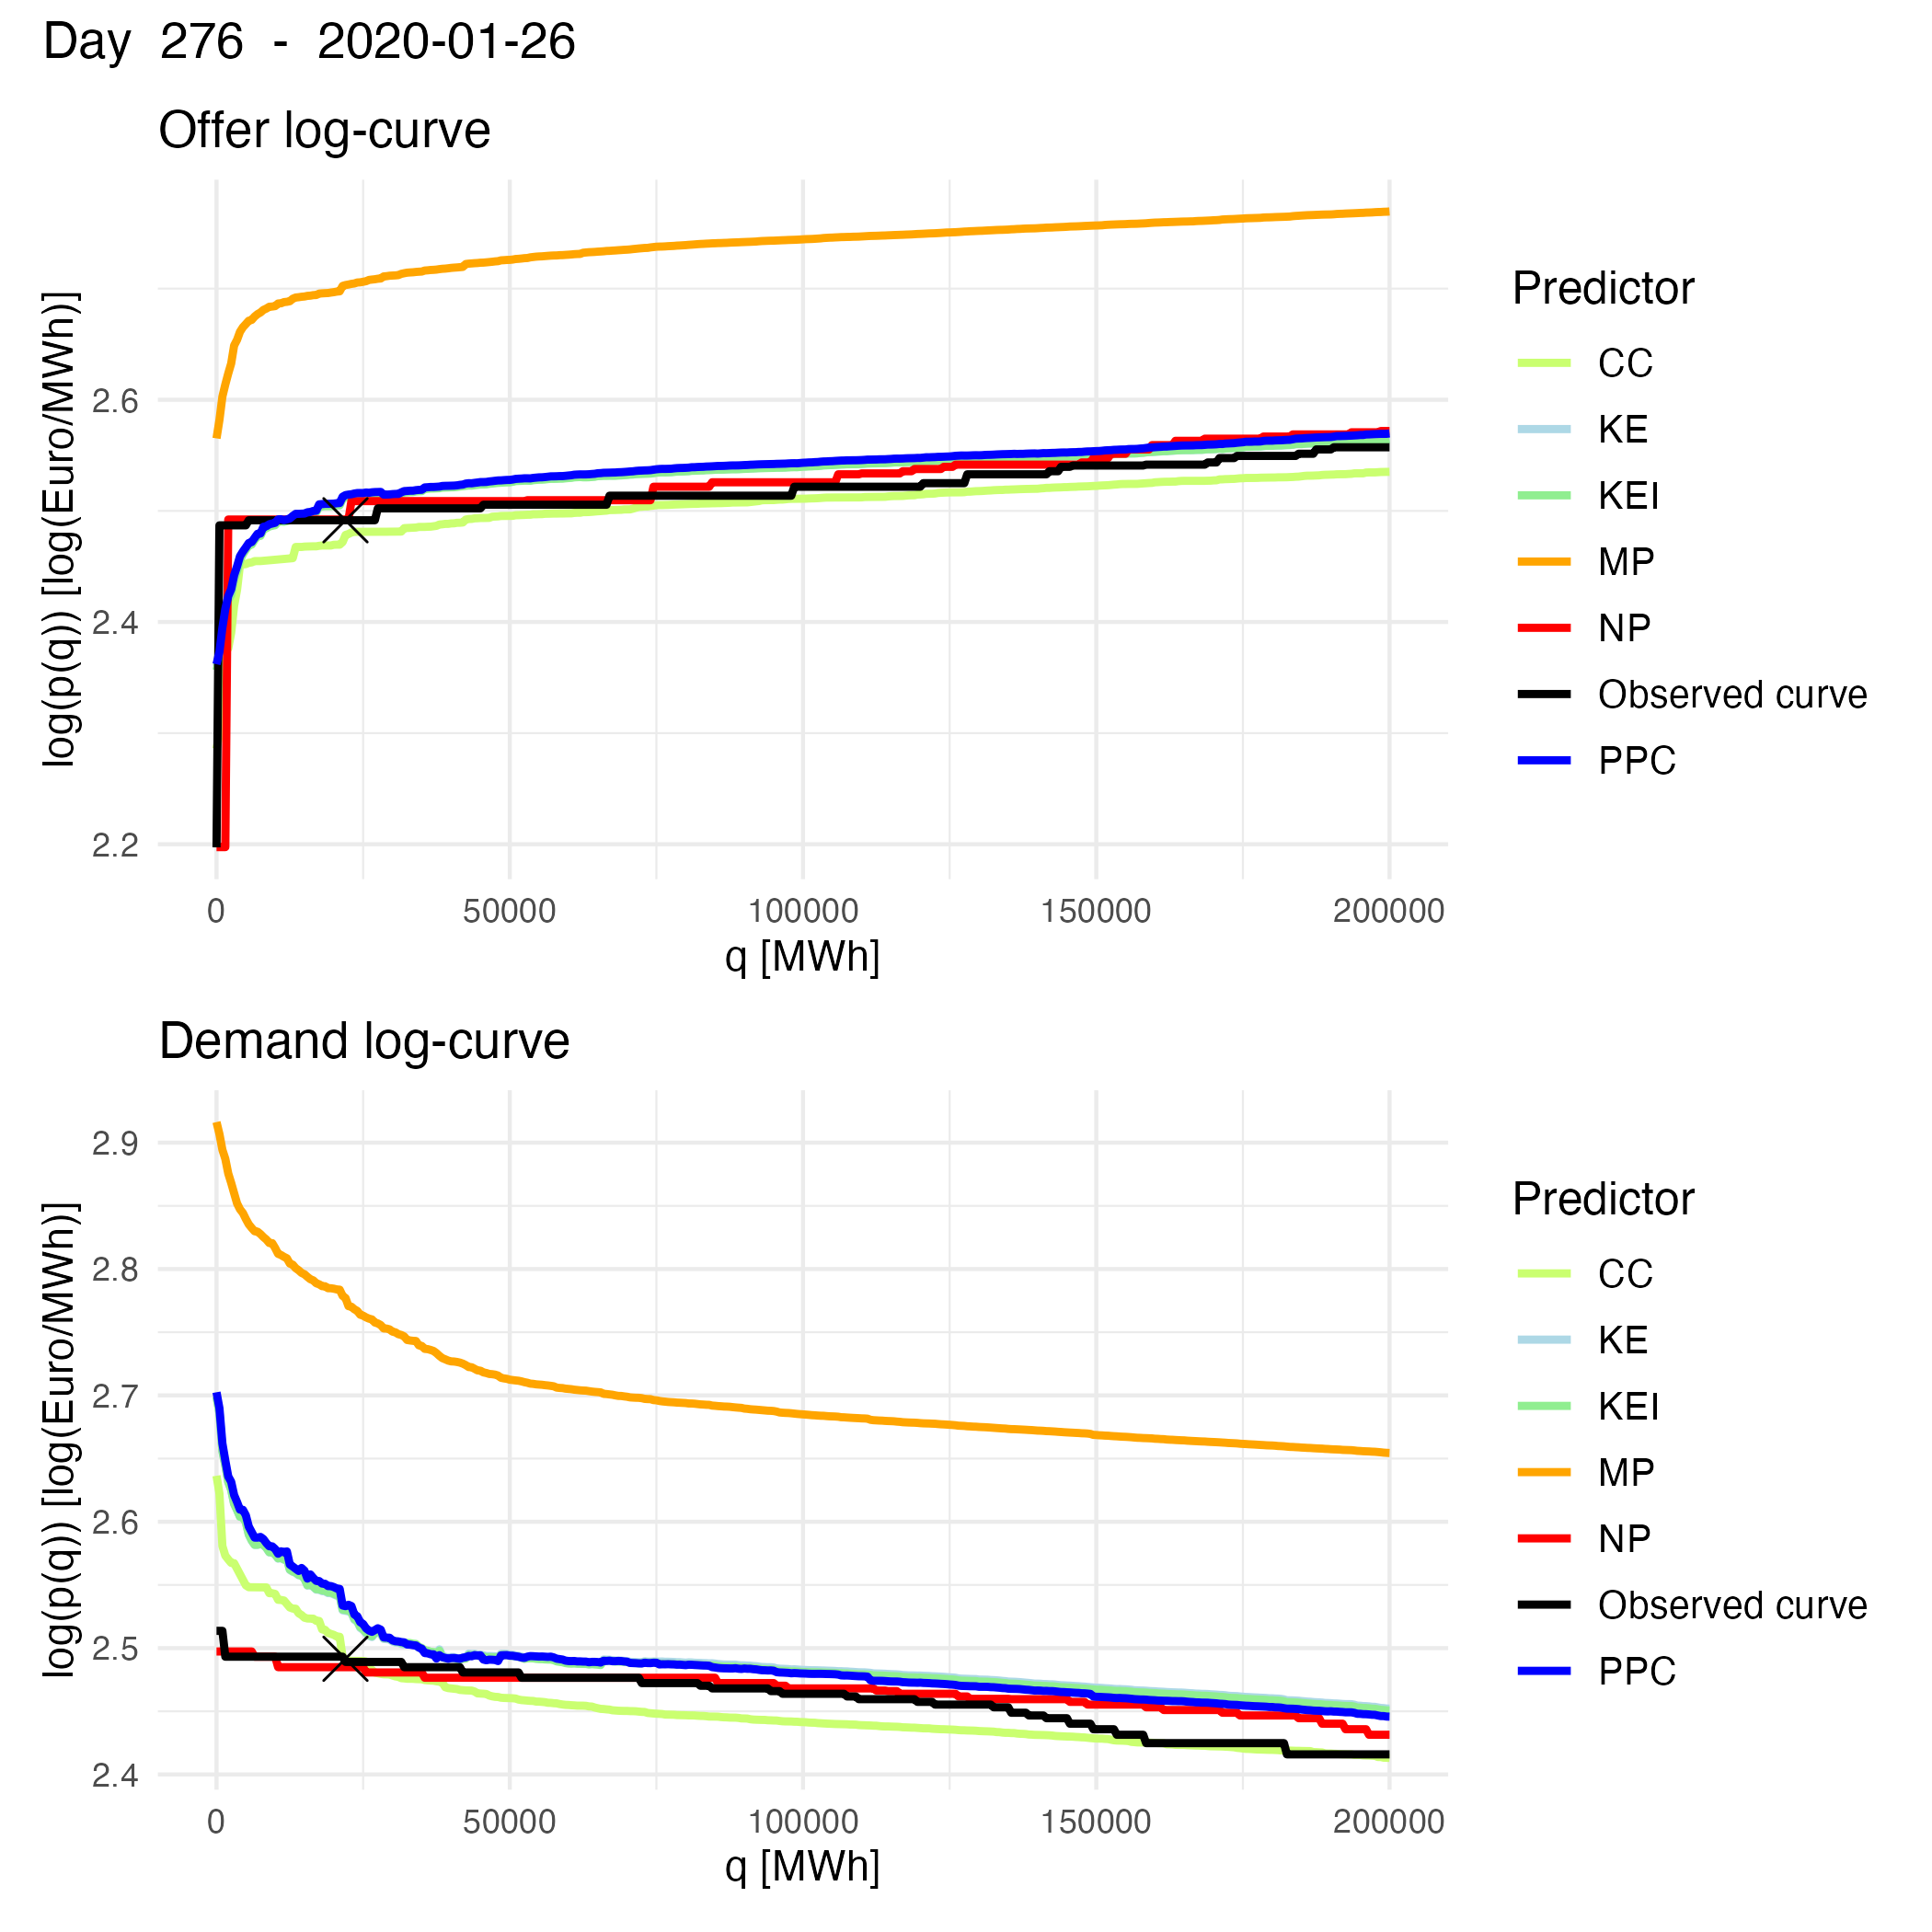 Day 276 - 2020-01-26
Offer log-curve
log(p(q)) [log(Euro/MWh)]
2.6
2.4
2.2
0 50000 100000 150000 200000
q [MWh]
Predictor
CC
KE
KEI
MP
NP
Observed curve
PPC
Demand log-curve
log(p(q)) [log(Euro/MWh)]
2.9
2.8
2.7
2.6
2.5
2.4
0 50000 100000 150000 200000
q [MWh]
Predictor
CC
KE
KEI
MP
NP
Observed curve
PPC